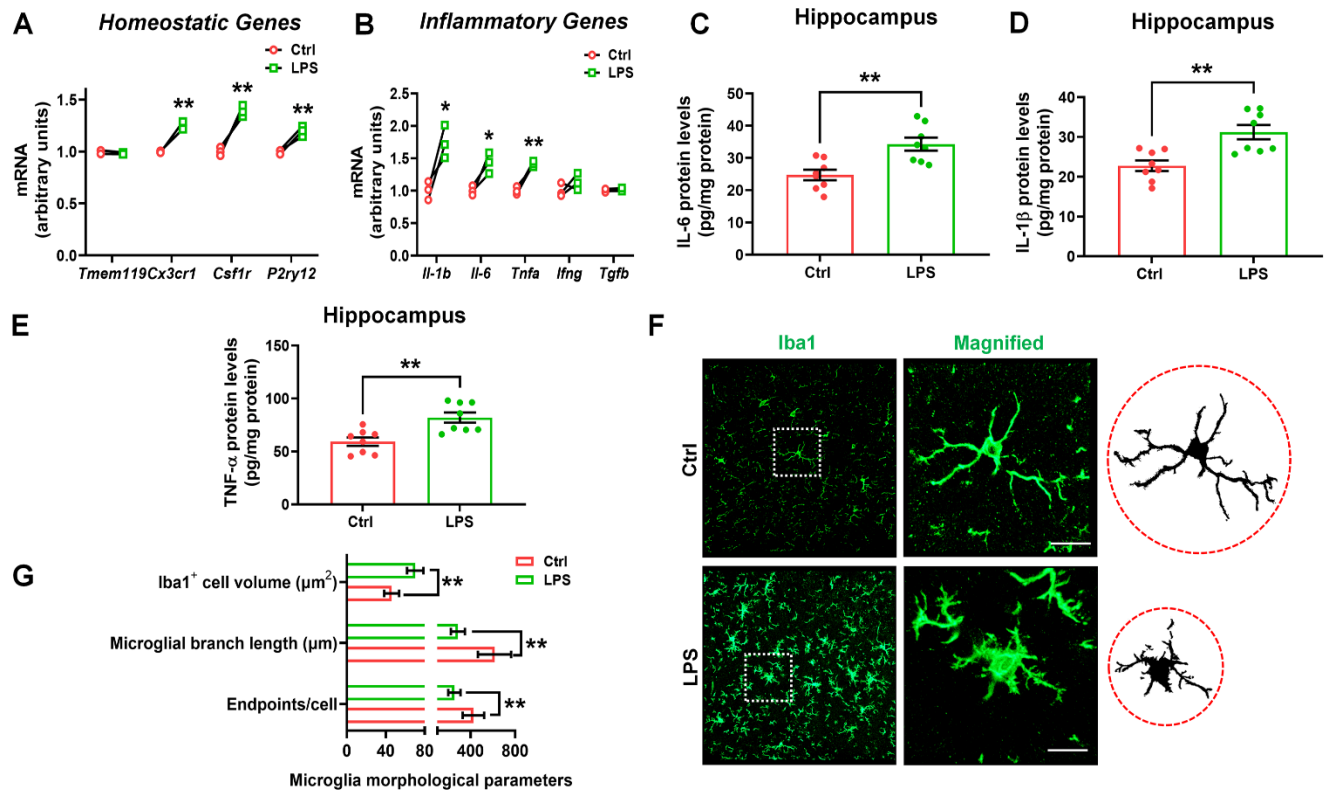 A
Homeostatic Genes
Ctrl
LPS
mRNA
(arbitrary units)
1.5
1.0
0.5
0.0
**
**
**
Tmem119 Cx3cr1 Csf1r P2ry12
B
Inflammatory Genes
Ctrl
LPS
mRNA
(arbitrary units)
2.5
2.0
1.5
1.0
0.5
0.0
*
*
**
Il-1b Il-6 Tnfa Ifng Tgfb
C
Hippocampus
IL-6 protein levels
(pg/mg protein)
50
40
30
20
10
0
**
Ctrl LPS
D
Hippocampus
IL-1β protein levels
(pg/mg protein)
40
30
20
10
0
**
Ctrl LPS
E
Hippocampus
TNF-α protein levels
(pg/mg protein)
150
100
50
0
**
Ctrl LPS
F
Iba1 Magnified
Ctrl
LPS
G
Ctrl
LPS
Iba1+ cell volume (µm²)
**
Microglial branch length (µm)
**
Endpoints/cell
**
0 40 80 400 800
Microglia morphological parameters